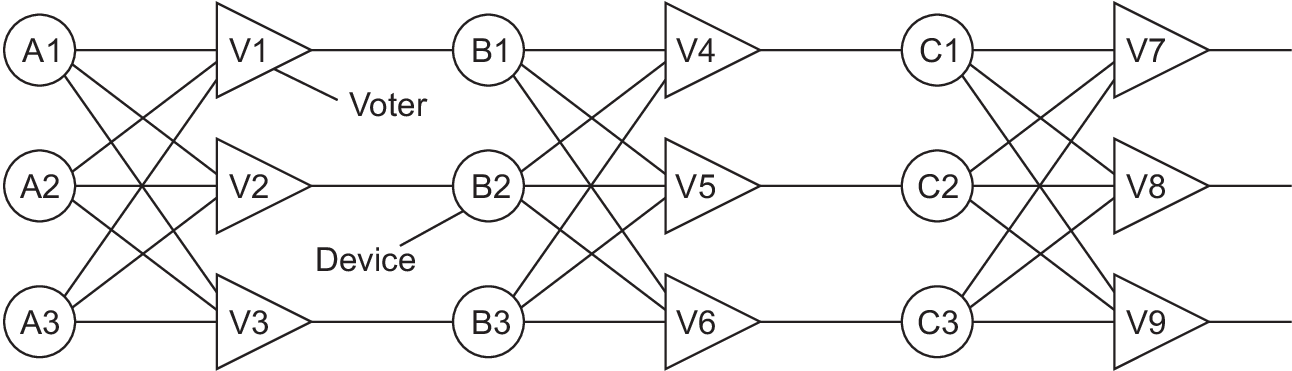 A1 V1 B1 V4 C1 V7
Voter
A2 V2 B2 V5 C2 V8
Device
A3 V3 B3 V6 C3 V9